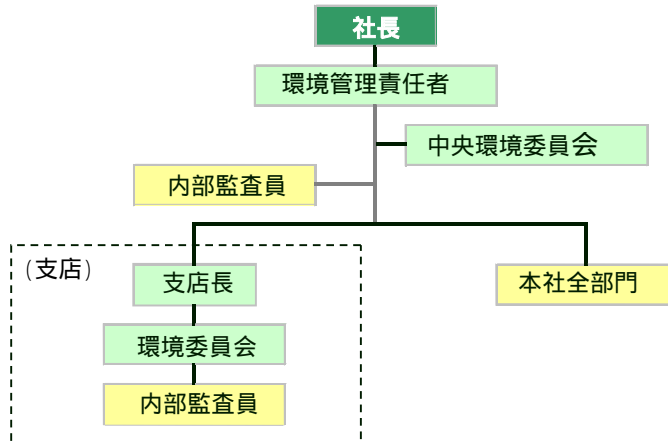 社長
環境管理責任者
中央環境委員会
内部監査員
(支店)
支店長
本社全部門
環境委員会
内部監査員